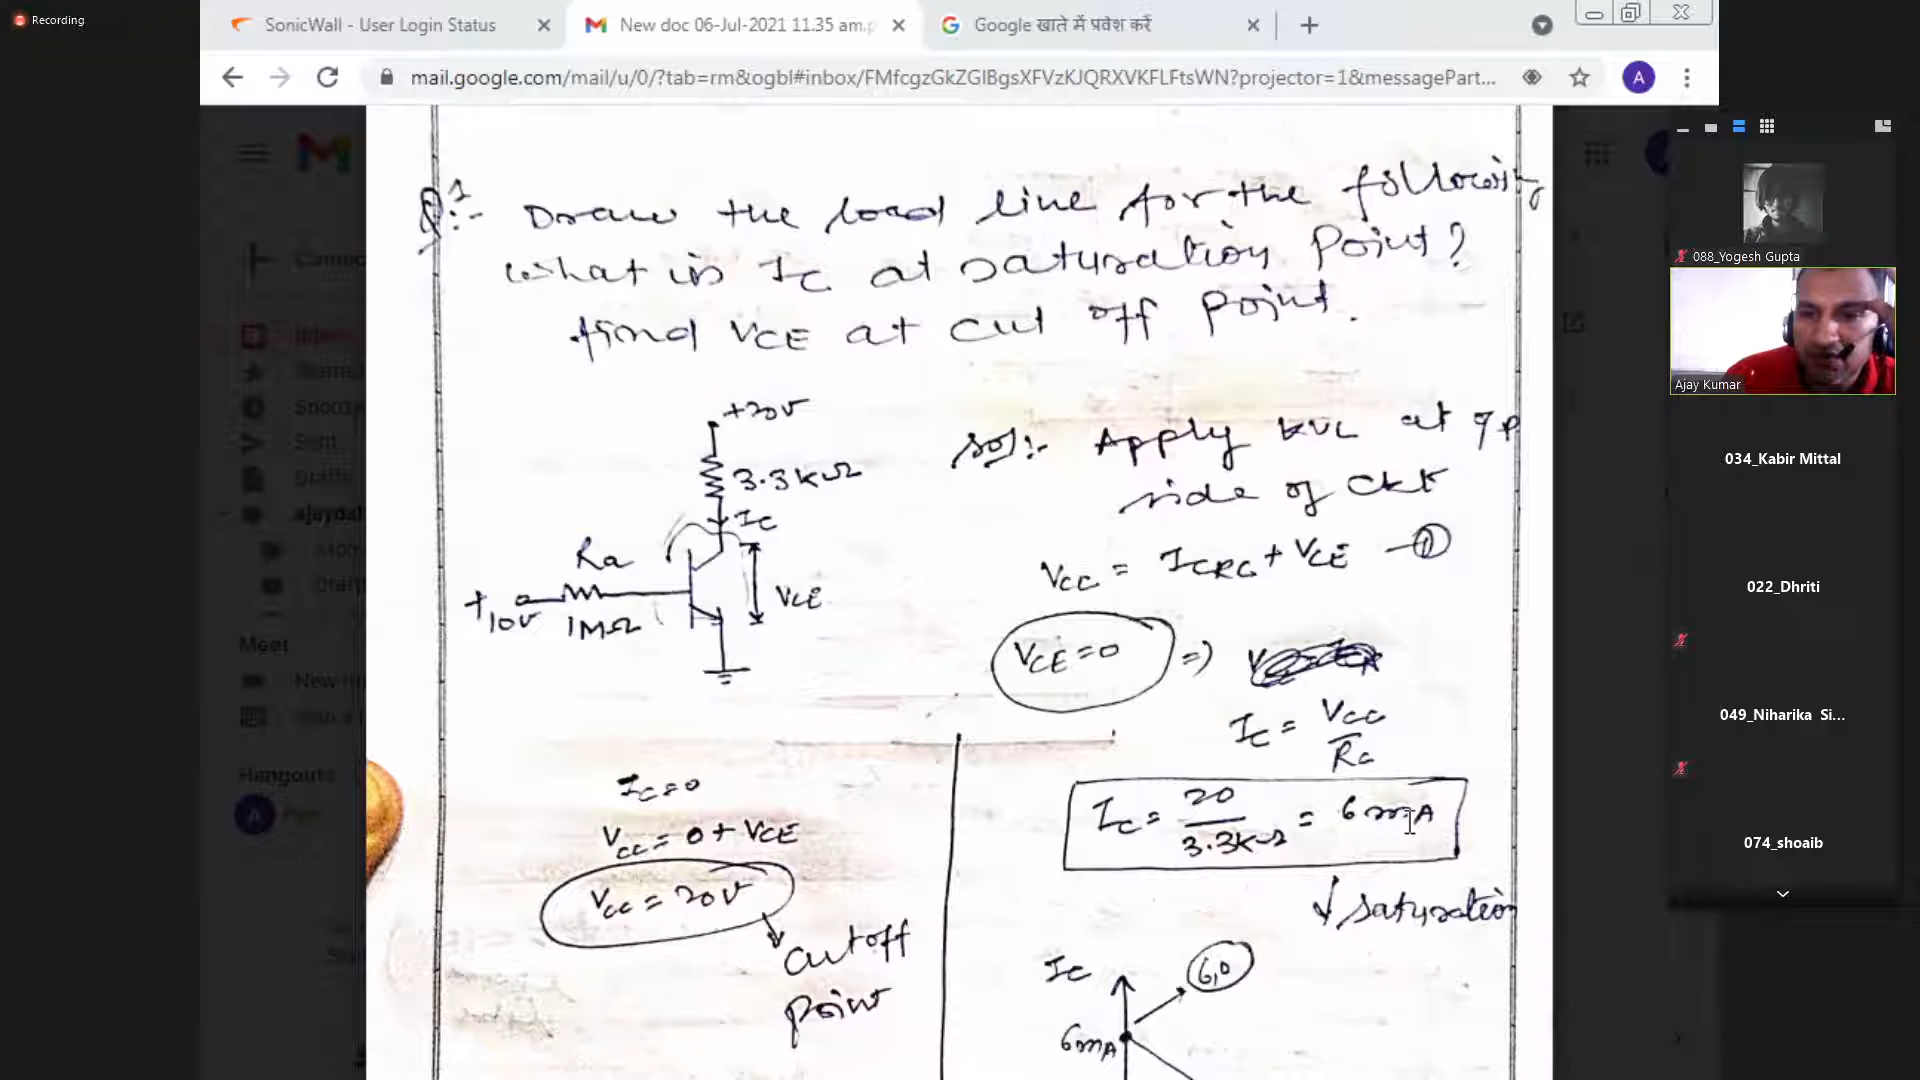 Recording
SonicWall - User Login Status
New doc 06-Jul-2021 11.35 am.p
Google खाते में प्रवेश करें
mail.google.com/mail/u/0/?tab=rm&ogbl#inbox/FMfcgzGkZGlBgsXFVzKJQRXVKFLFtsWN?projector=1&messagePart...
A
Q:-1 Draw the load line for the following
What is IC at saturation Point?
find VCE at cut off point.
+20V
3.3kΩ
IC
Ra
VCE
+10V
1MΩ
Sol:- Apply KVL at o/p
side of ckt
VCC = ICRC + VCE —①
VCE=0 =)
IC = VCC
RC
IC = 20 = 6mA
3.3kΩ
↓ saturation
IC=0
VCC = 0 + VCE
VCC = 20V
Cutoff
point
IC
6,0
6mA
Meet
Hangouts
088_Yogesh Gupta
Ajay Kumar
034_Kabir Mittal
022_Dhriti
049_Niharika Si...
074_shoaib